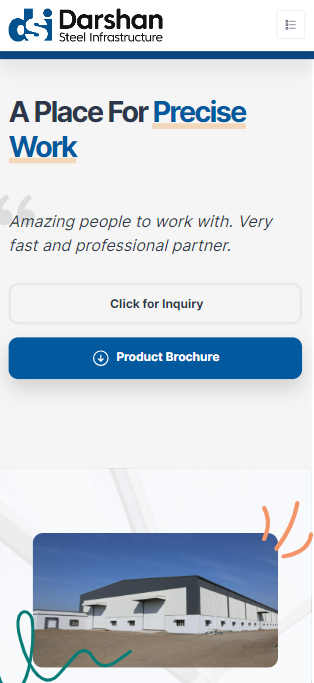 dsi Darshan
Steel Infrastructure
A Place For Precise
Work
“
Amazing people to work with. Very
fast and professional partner.
Click for Inquiry
Product Brochure